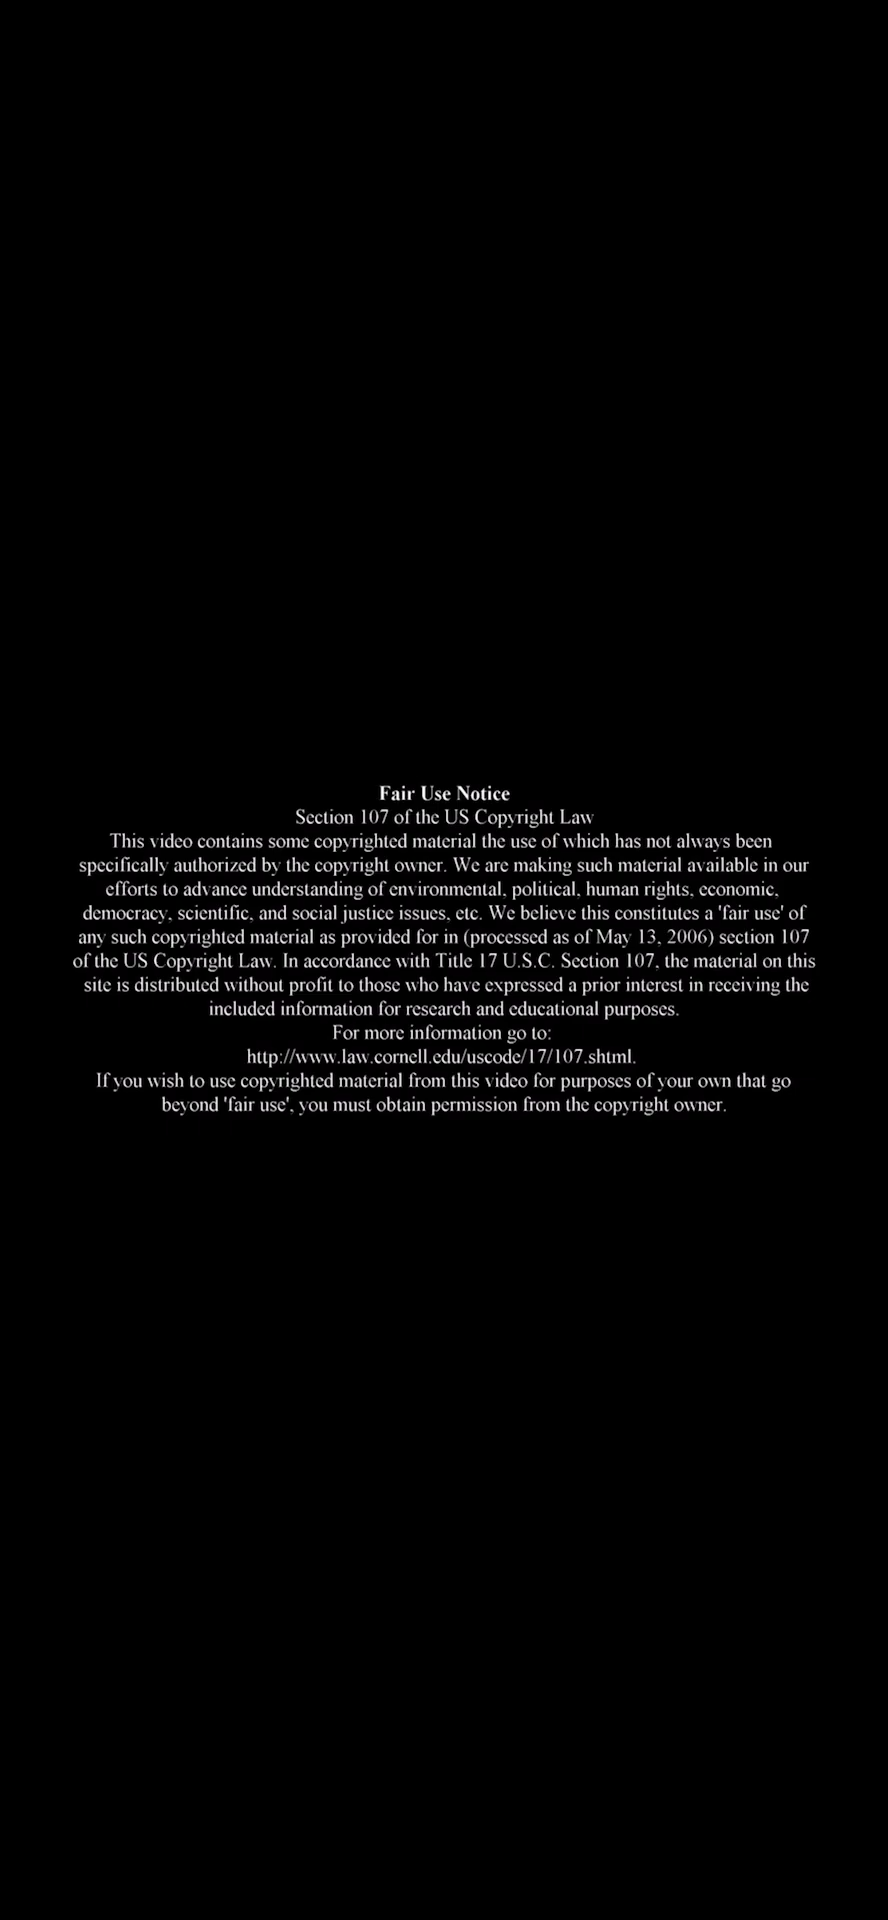 Fair Use Notice
Section 107 of the US Copyright Law
This video contains some copyrighted material the use of which has not always been
specifically authorized by the copyright owner. We are making such material available in our
efforts to advance understanding of environmental, political, human rights, economic,
democracy, scientific, and social justice issues, etc. We believe this constitutes a 'fair use' of
any such copyrighted material as provided for in (processed as of May 13, 2006) section 107
of the US Copyright Law. In accordance with Title 17 U.S.C. Section 107, the material on this
site is distributed without profit to those who have expressed a prior interest in receiving the
included information for research and educational purposes.
For more information go to:
http://www.law.cornell.edu/uscode/17/107.shtml.
If you wish to use copyrighted material from this video for purposes of your own that go
beyond 'fair use', you must obtain permission from the copyright owner.